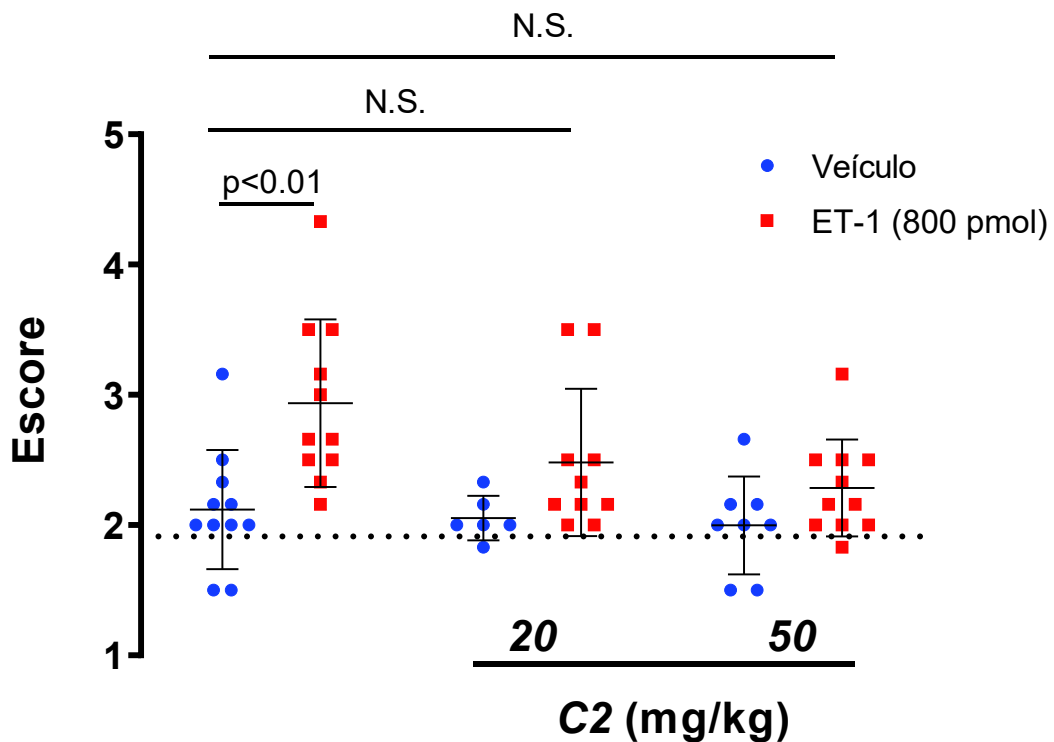 N.S.
N.S.
p<0.01
Veículo
ET-1 (800 pmol)
Escore
5
4
3
2
1
20 50
C2 (mg/kg)